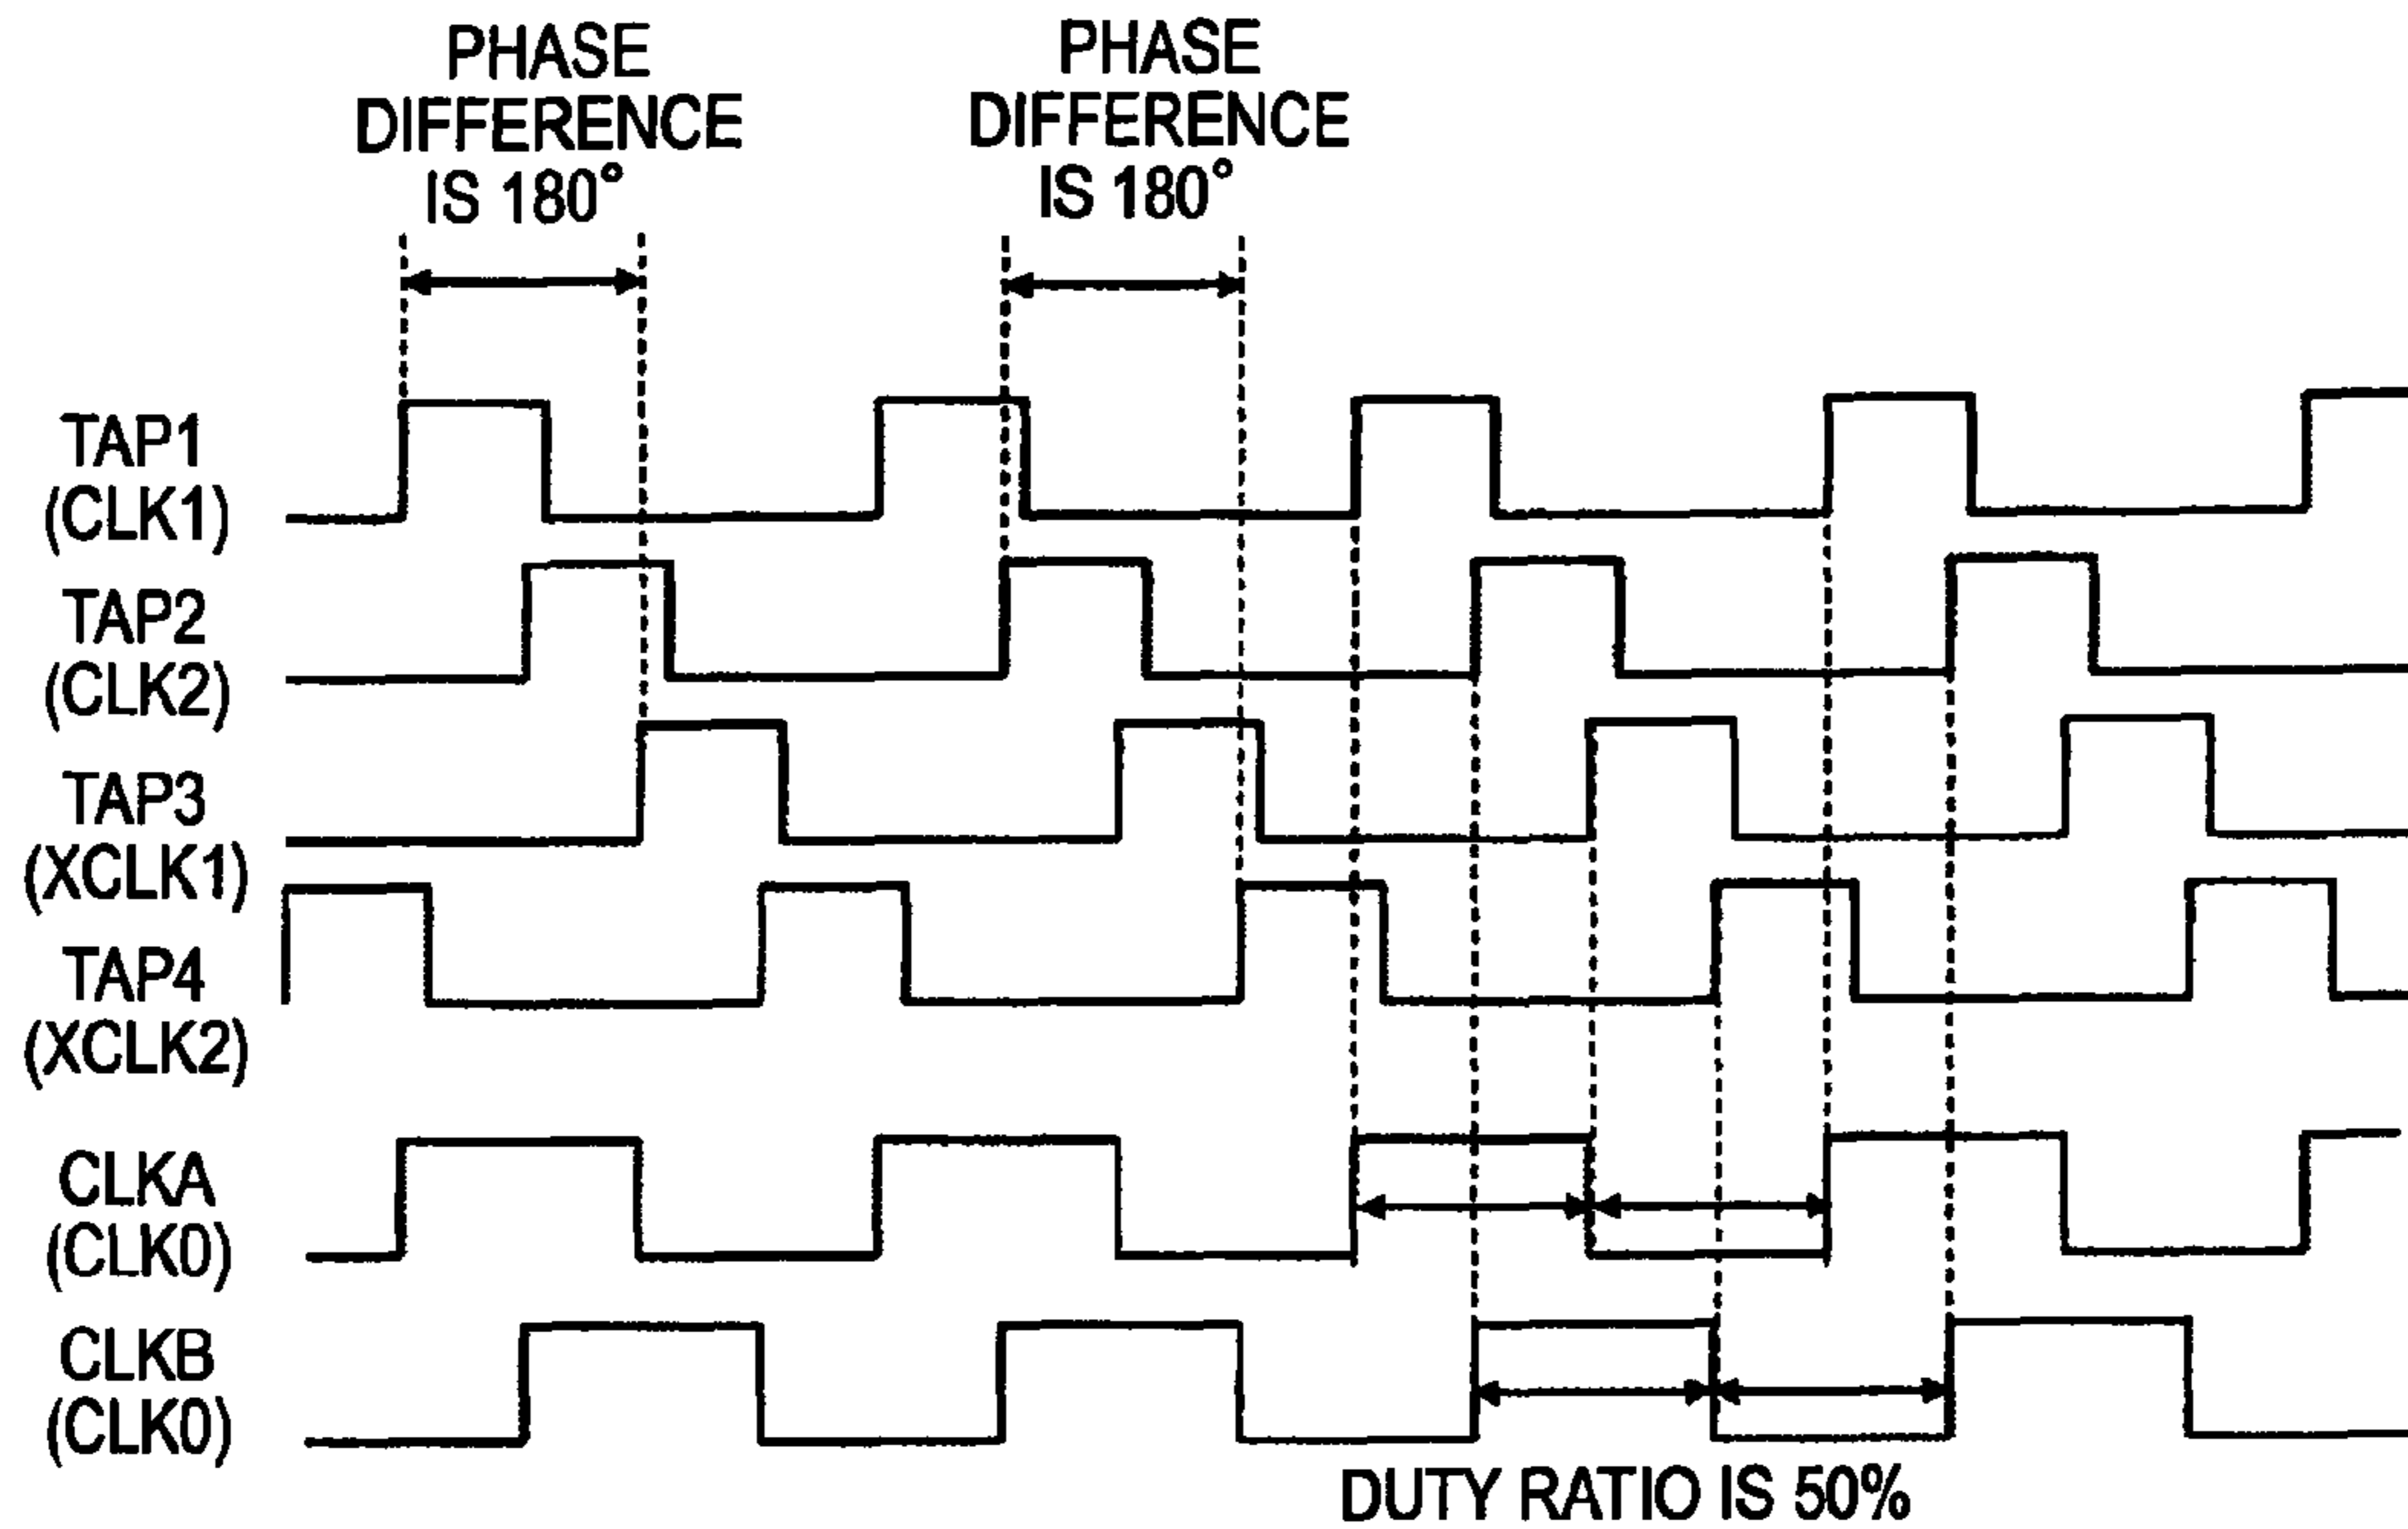 PHASE
DIFFERENCE
IS 180°
PHASE
DIFFERENCE
IS 180°
TAP1
(CLK1)
TAP2
(CLK2)
TAP3
(XCLK1)
TAP4
(XCLK2)
CLKA
(CLK0)
CLKB
(CLK0)
DUTY RATIO IS 50%